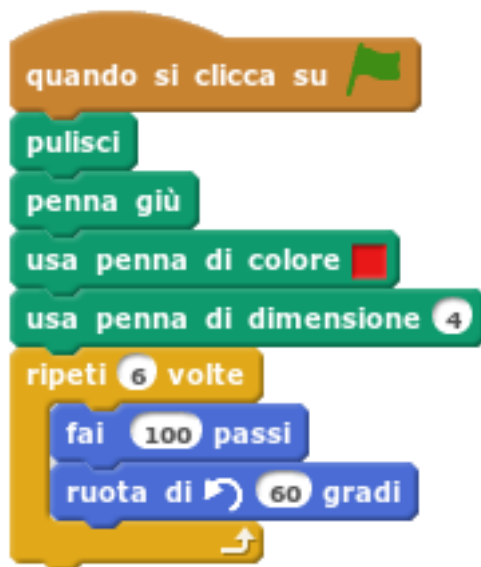 quando si clicca su
pulisci
penna giù
usa penna di colore
usa penna di dimensione 4
ripeti 6 volte
fai 100 passi
ruota di 60 gradi